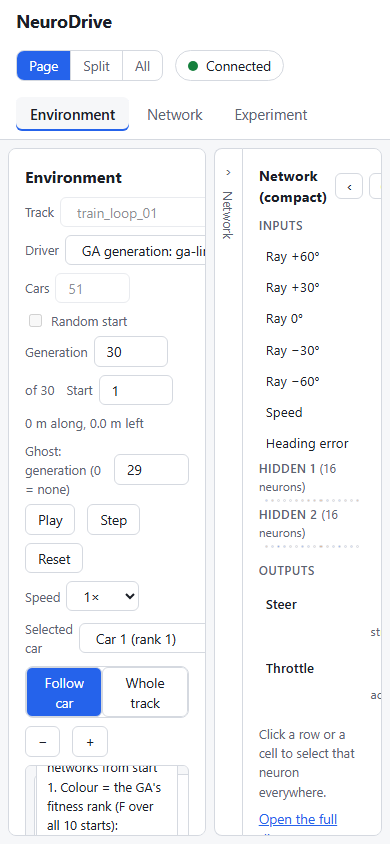 NeuroDrive
Page Split All Connected
Environment Network Experiment
Environment
Track train_loop_01
Driver GA generation: ga-lin
Cars 51
Random start
Generation 30
of 30 Start 1
0 m along, 0.0 m left
Ghost:
generation (0
= none) 29
Play Step
Reset
Speed 1×
Selected
car Car 1 (rank 1)
Follow
car
Whole
track
− +
networks from start
1. Colour = the GA's
fitness rank (F over
all 10 starts):
› Network
Network
(compact) ‹
INPUTS
Ray +60°
Ray +30°
Ray 0°
Ray −30°
Ray −60°
Speed
Heading error
HIDDEN 1 (16
neurons)
HIDDEN 2 (16
neurons)
OUTPUTS
Steer
st
Throttle
ac
Click a row or a
cell to select that
neuron
everywhere.
Open the full